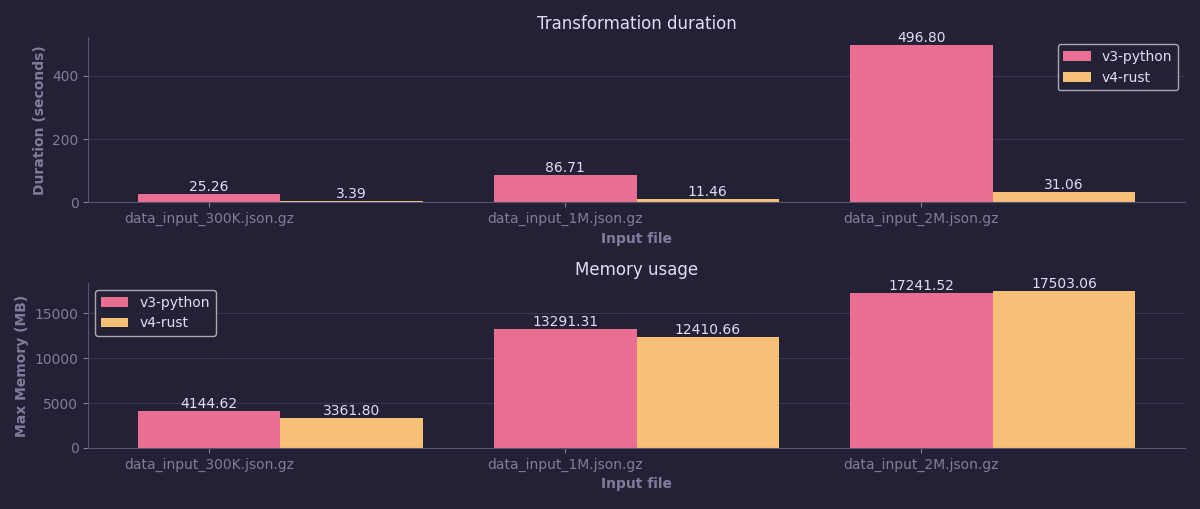 Transformation duration
Duration (seconds)
400
200
0
25.26
3.39
86.71
11.46
496.80
31.06
v3-python
v4-rust
data_input_300K.json.gz
data_input_1M.json.gz
data_input_2M.json.gz
Input file
Memory usage
Max Memory (MB)
15000
10000
5000
0
v3-python
v4-rust
4144.62
3361.80
13291.31
12410.66
17241.52
17503.06
data_input_300K.json.gz
data_input_1M.json.gz
data_input_2M.json.gz
Input file